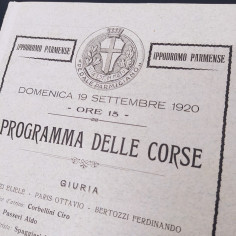 IPPODROMO PARMENSE
IPPODROMO PARMENSE
DOMENICA 19 SETTEMBRE 1920
- ORE 15 -
PROGRAMMA DELLE CORSE
GIURIA
PARIS OTTAVIO - BERTOZZI FERDINANDO
Corbellini Ciro
Passeri Aldo
Spaggiari